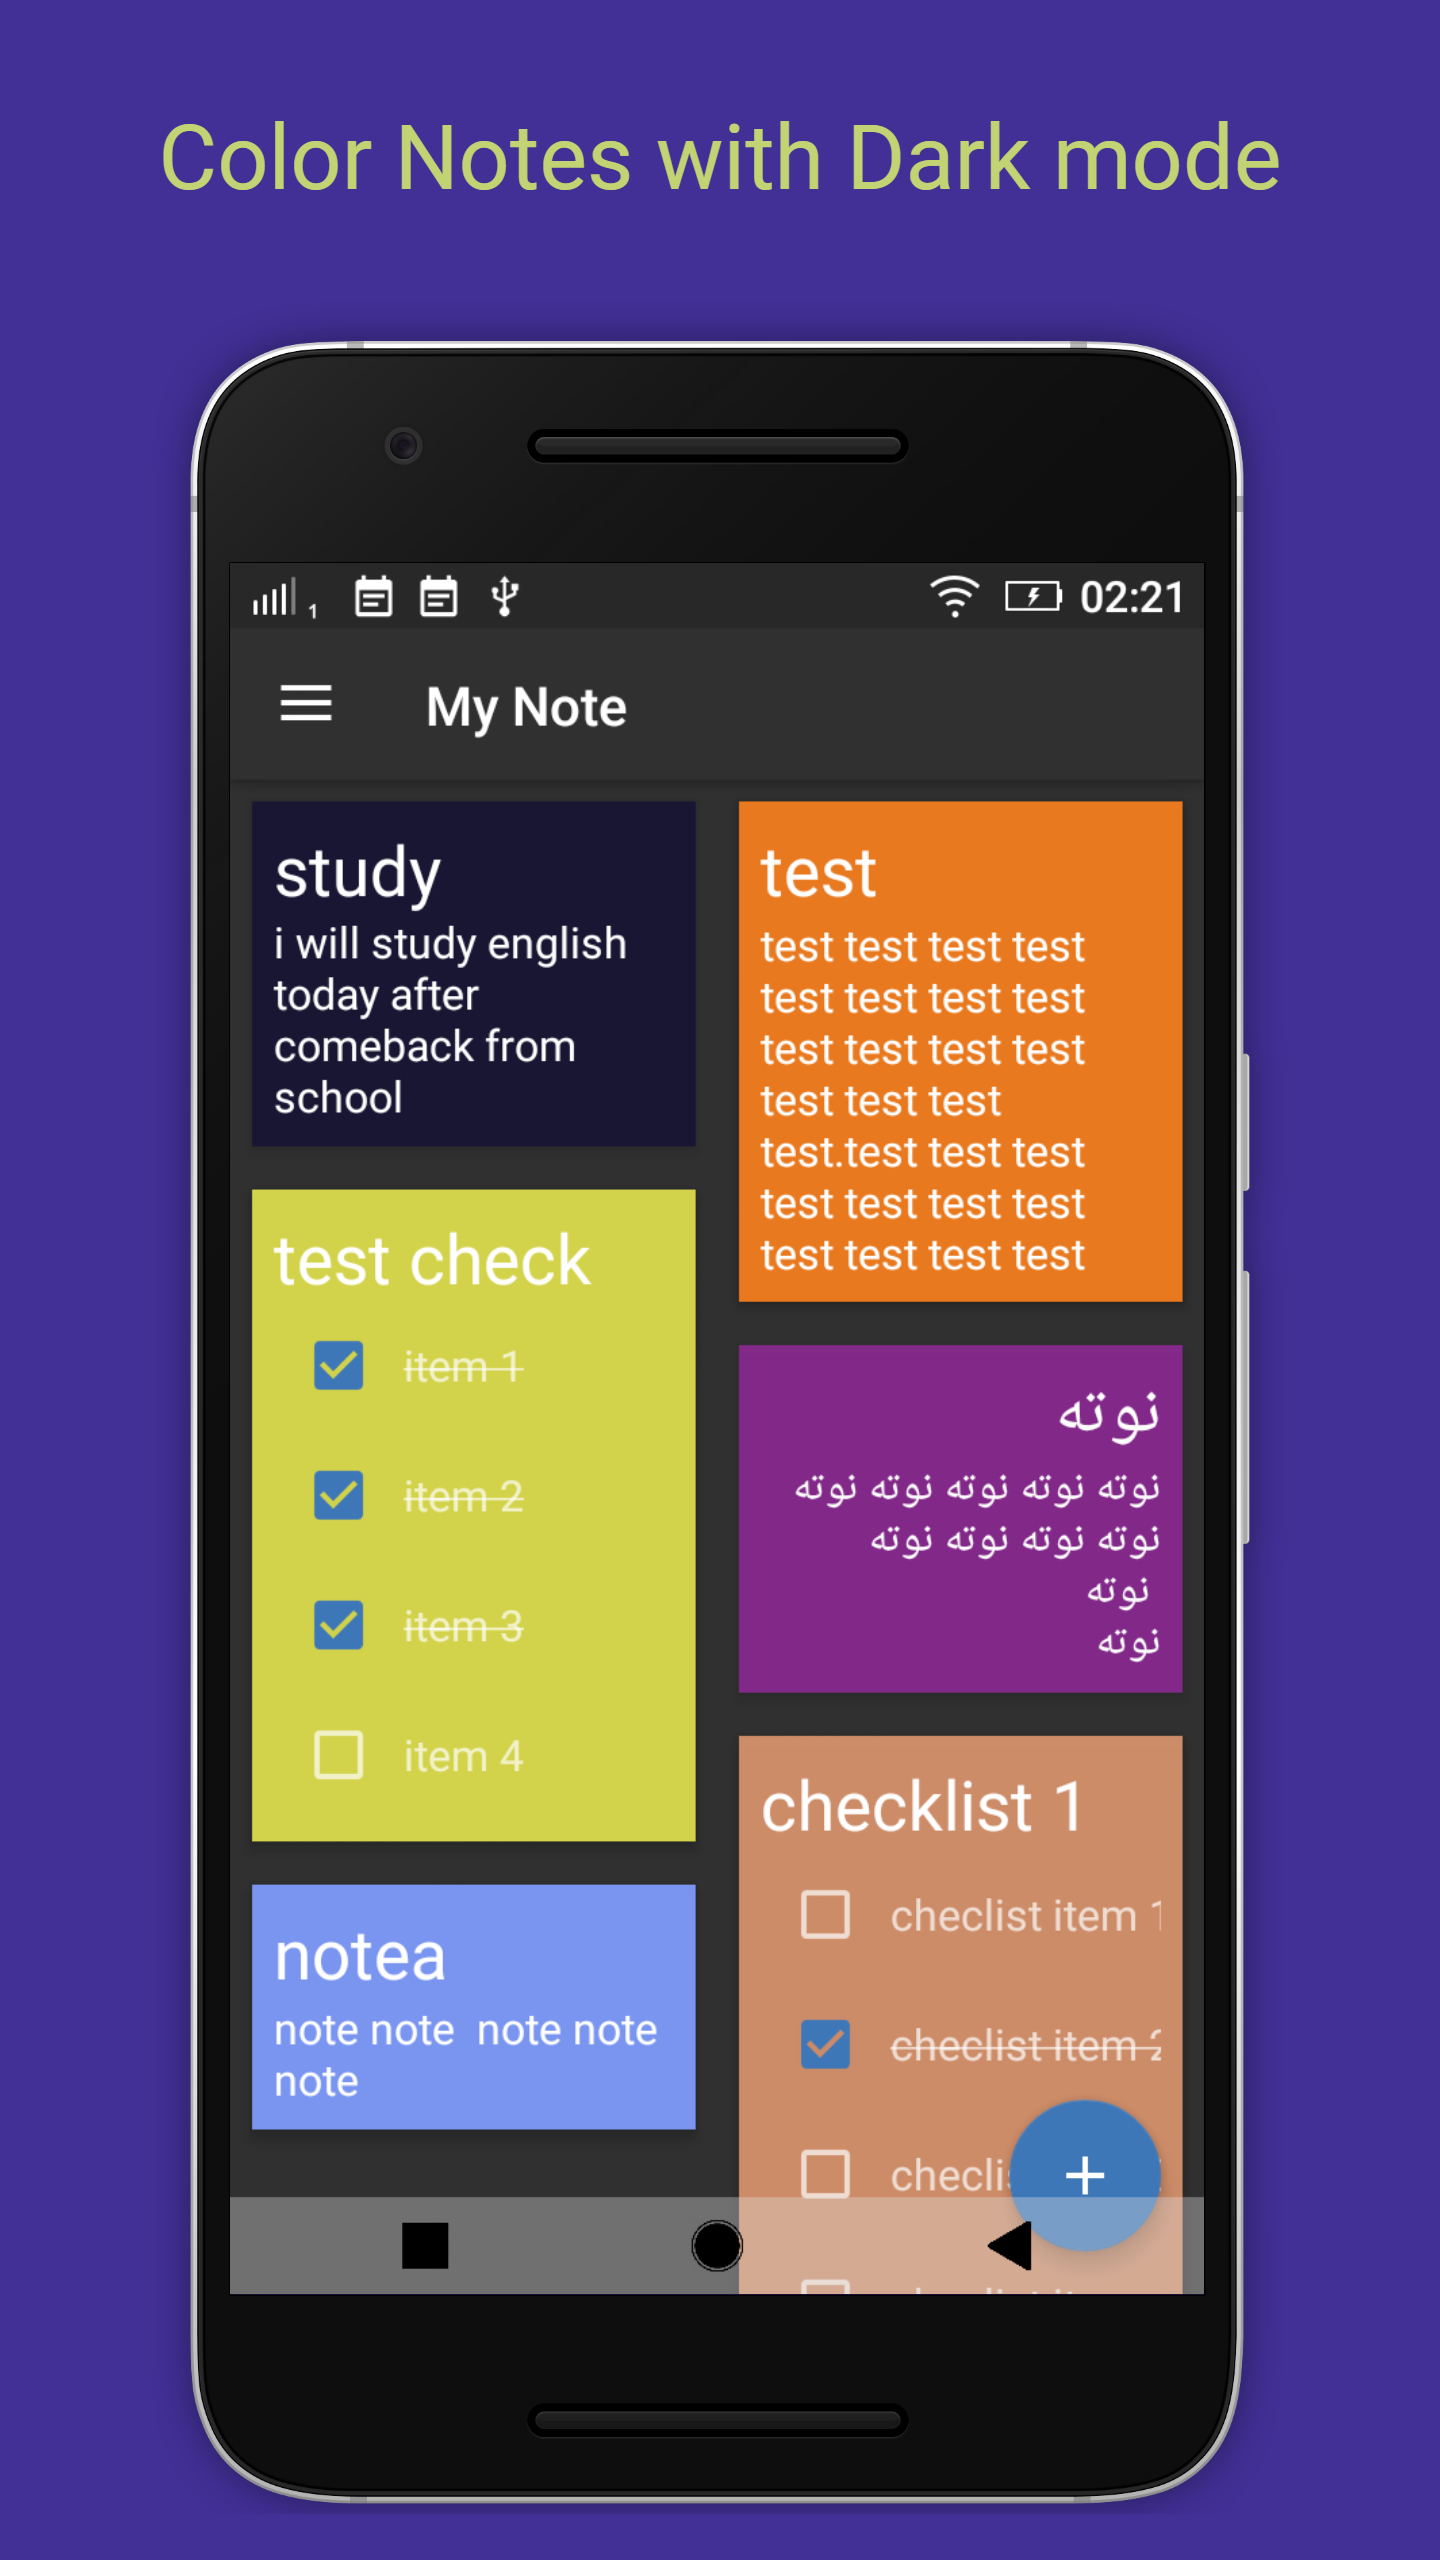 Color Notes with Dark mode
1
02:21
My Note
study
i will study english
today after
comeback from
school
test
test test test test
test test test test
test test test test
test test test
test.test test test
test test test test
test test test test
test check
item 1
item 2
item 3
item 4
نوته
نوته نوته نوته نوته نوته
نوته نوته نوته نوته
نوته
نوته
notea
note note  note note
note
checklist 1
checlist item 1
checlist item 2